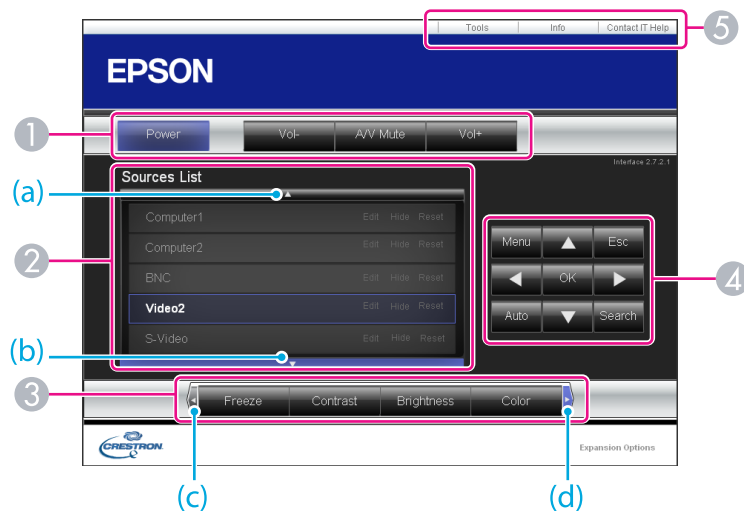 Tools Info Contact IT Help 5
EPSON
1 Power Vol- A/V Mute Vol+
Interface 2.7.2.1
Sources List
(a)
Computer1 Edit Hide Reset
Menu Esc
Computer2 Edit Hide Reset
2 BNC Edit Hide Reset OK 4
Video2 Edit Hide Reset
Auto Search
S-Video Edit Hide Reset
(b)
3 Freeze Contrast Brightness Color
CRESTRON Expansion Options
(c) (d)